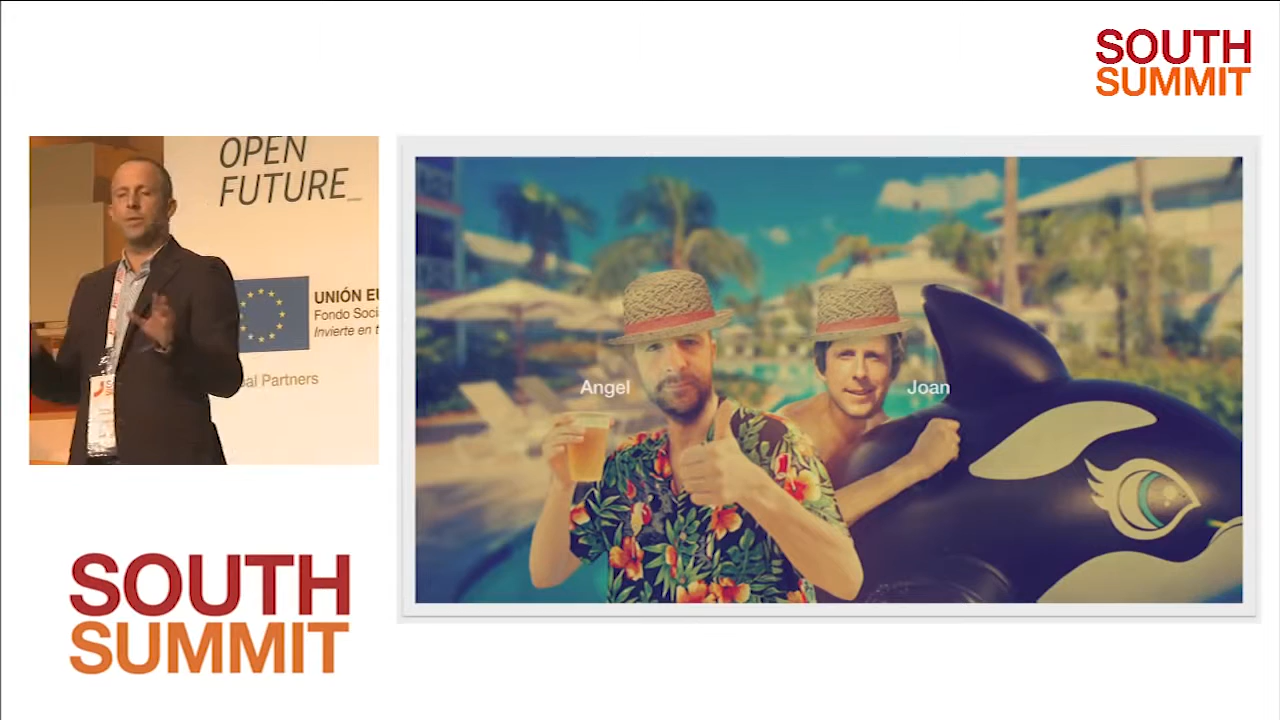 SOUTH
SUMMIT
OPEN
FUTURE_
UNIÓN EU
Fondo Soci
Invierte en t
al Partners
Angel
Joan
SOUTH
SUMMIT